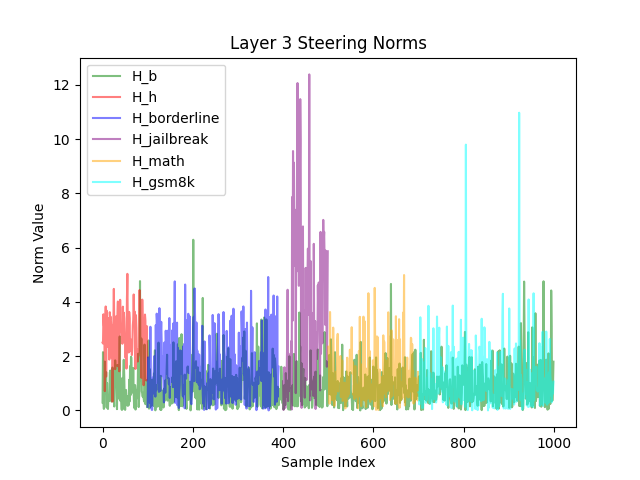 Layer 3 Steering Norms
H_b
H_h
H_borderline
H_jailbreak
H_math
H_gsm8k
Norm Value
12
10
8
6
4
2
0
0 200 400 600 800 1000
Sample Index